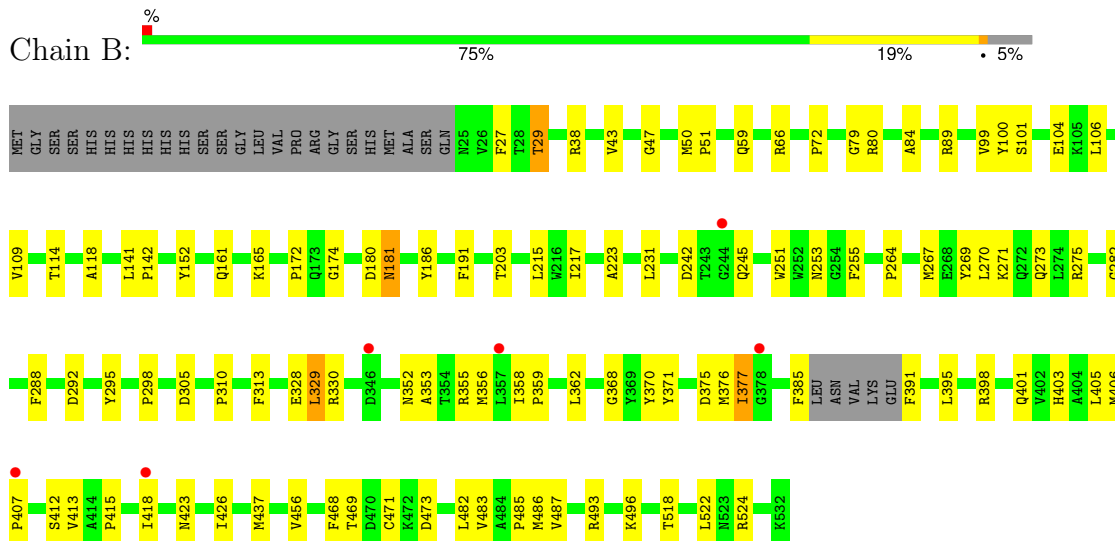 %
Chain B:
75% 19% • 5%
MET GLY SER SER HIS HIS HIS HIS HIS HIS SER SER GLY LEU VAL PRO ARG GLY SER HIS MET ALA SER GLN N25 V26 F27 T28 T29 R38 V43 G47 M50 P51 Q59 R66 P72 G79 R80 A84 R89 V99 Y100 S101 E104 K105 L106
V109 T114 A118 L141 P142 Y152 Q161 K165 P172 Q173 G174 D180 N181 Y186 F191 T203 L215 W216 I217 A223 L231 D242 T243 G244 Q245 W251 W252 N253 G254 F255 P264 M267 E268 Y269 L270 K271 Q272 Q273 L274 R275
F288 D292 Y295 P298 D305 P310 F313 E328 L329 R330 D346 N352 A353 T354 R355 M356 L357 I358 P359 L362 G368 Y369 Y370 Y371 D375 M376 I377 G378 F385 LEU ASN VAL LYS GLU F391 L395 R398 Q401 V402 H403 A404 L405
P407 S412 V413 A414 P415 I418 N423 I426 M437 V456 F468 T469 D470 C471 K472 D473 L482 V483 A484 P485 M486 V487 R493 K496 T518 L522 N523 R524 K532